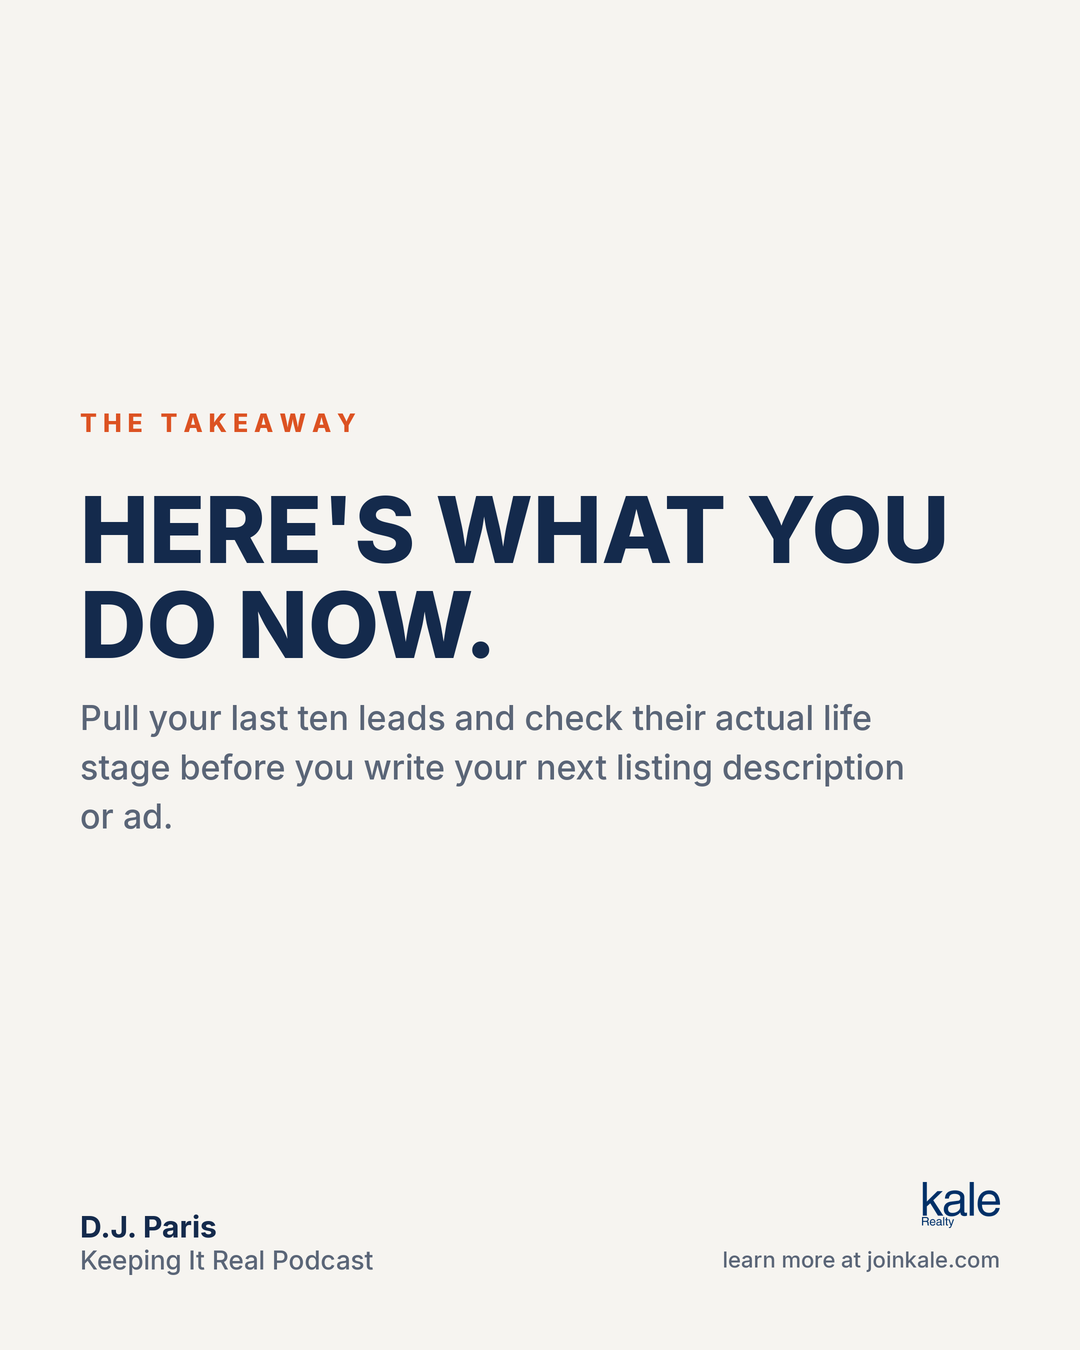 THE TAKEAWAY
HERE'S WHAT YOU
DO NOW.
Pull your last ten leads and check their actual life
stage before you write your next listing description
or ad.
D.J. Paris
Keeping It Real Podcast
kale
Realty
learn more at joinkale.com